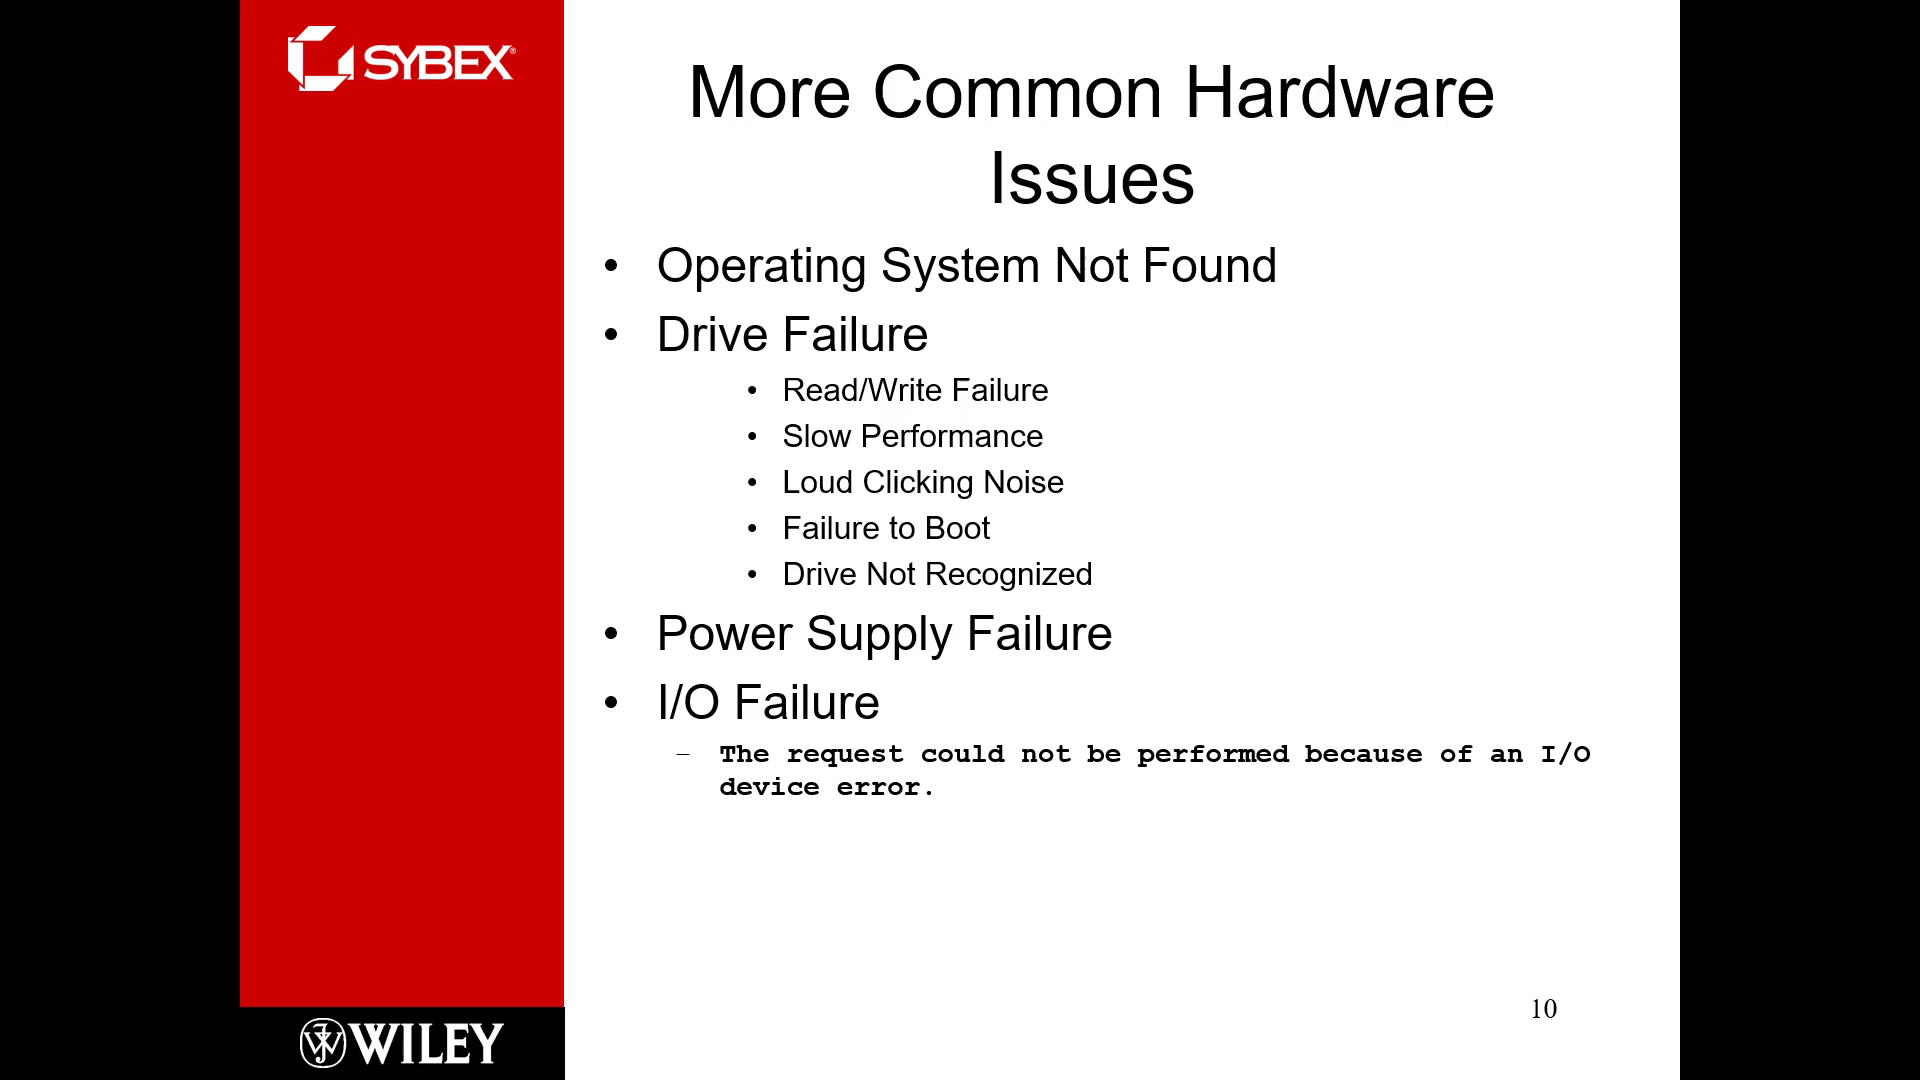 SYBEX®
More Common Hardware
Issues
• Operating System Not Found
• Drive Failure
• Read/Write Failure
• Slow Performance
• Loud Clicking Noise
• Failure to Boot
• Drive Not Recognized
• Power Supply Failure
• I/O Failure
– The request could not be performed because of an I/O
device error.
10
WILEY